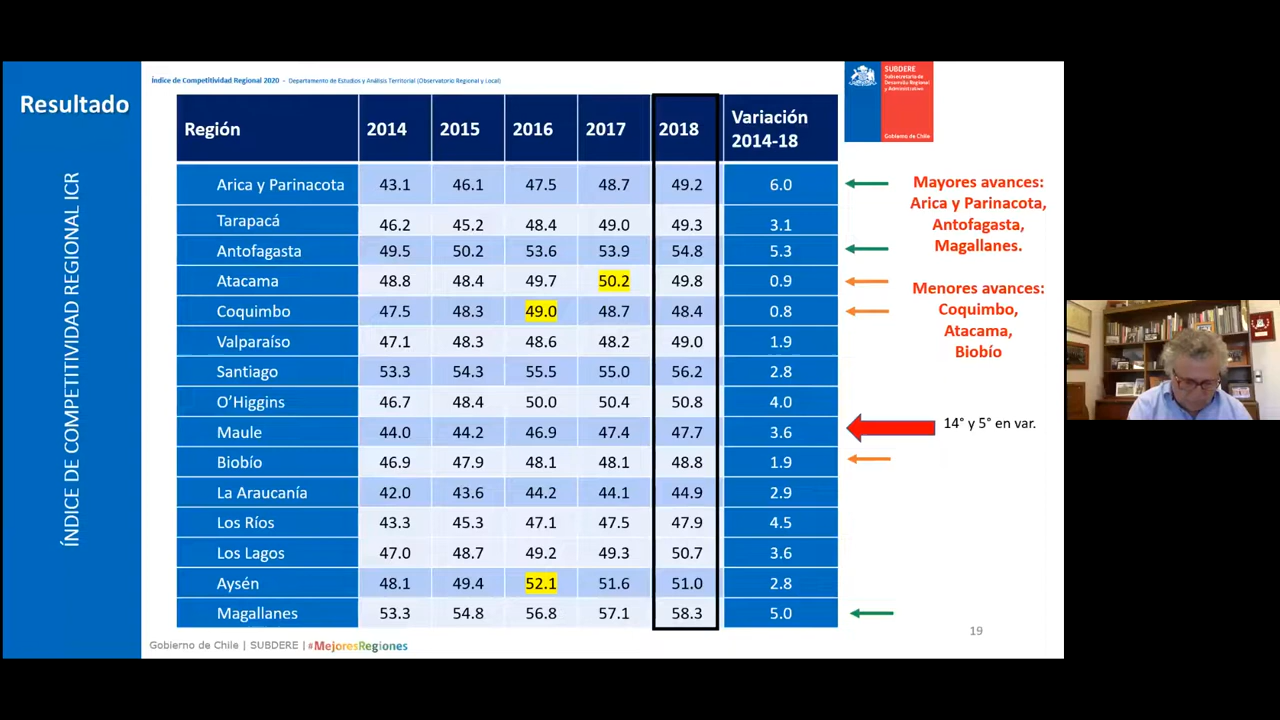 Índice de Competitividad Regional 2020 - Departamento de Estudios y Análisis Territorial (Observatorio Regional y Local)
Resultado
ÍNDICE DE COMPETITIVIDAD REGIONAL ICR
SUBDERE
Subsecretaría de
Desarrollo Regional
y Administrativo
Gobierno de Chile
Región 2014 2015 2016 2017 2018 Variación 2014-18
Arica y Parinacota 43.1 46.1 47.5 48.7 49.2 6.0
Tarapacá 46.2 45.2 48.4 49.0 49.3 3.1
Antofagasta 49.5 50.2 53.6 53.9 54.8 5.3
Atacama 48.8 48.4 49.7 50.2 49.8 0.9
Coquimbo 47.5 48.3 49.0 48.7 48.4 0.8
Valparaíso 47.1 48.3 48.6 48.2 49.0 1.9
Santiago 53.3 54.3 55.5 55.0 56.2 2.8
O’Higgins 46.7 48.4 50.0 50.4 50.8 4.0
Maule 44.0 44.2 46.9 47.4 47.7 3.6
Biobío 46.9 47.9 48.1 48.1 48.8 1.9
La Araucanía 42.0 43.6 44.2 44.1 44.9 2.9
Los Ríos 43.3 45.3 47.1 47.5 47.9 4.5
Los Lagos 47.0 48.7 49.2 49.3 50.7 3.6
Aysén 48.1 49.4 52.1 51.6 51.0 2.8
Magallanes 53.3 54.8 56.8 57.1 58.3 5.0
Mayores avances:
Arica y Parinacota,
Antofagasta,
Magallanes.
Menores avances:
Coquimbo,
Atacama,
Biobío
14° y 5° en var.
Gobierno de Chile | SUBDERE | #MejoresRegiones
19